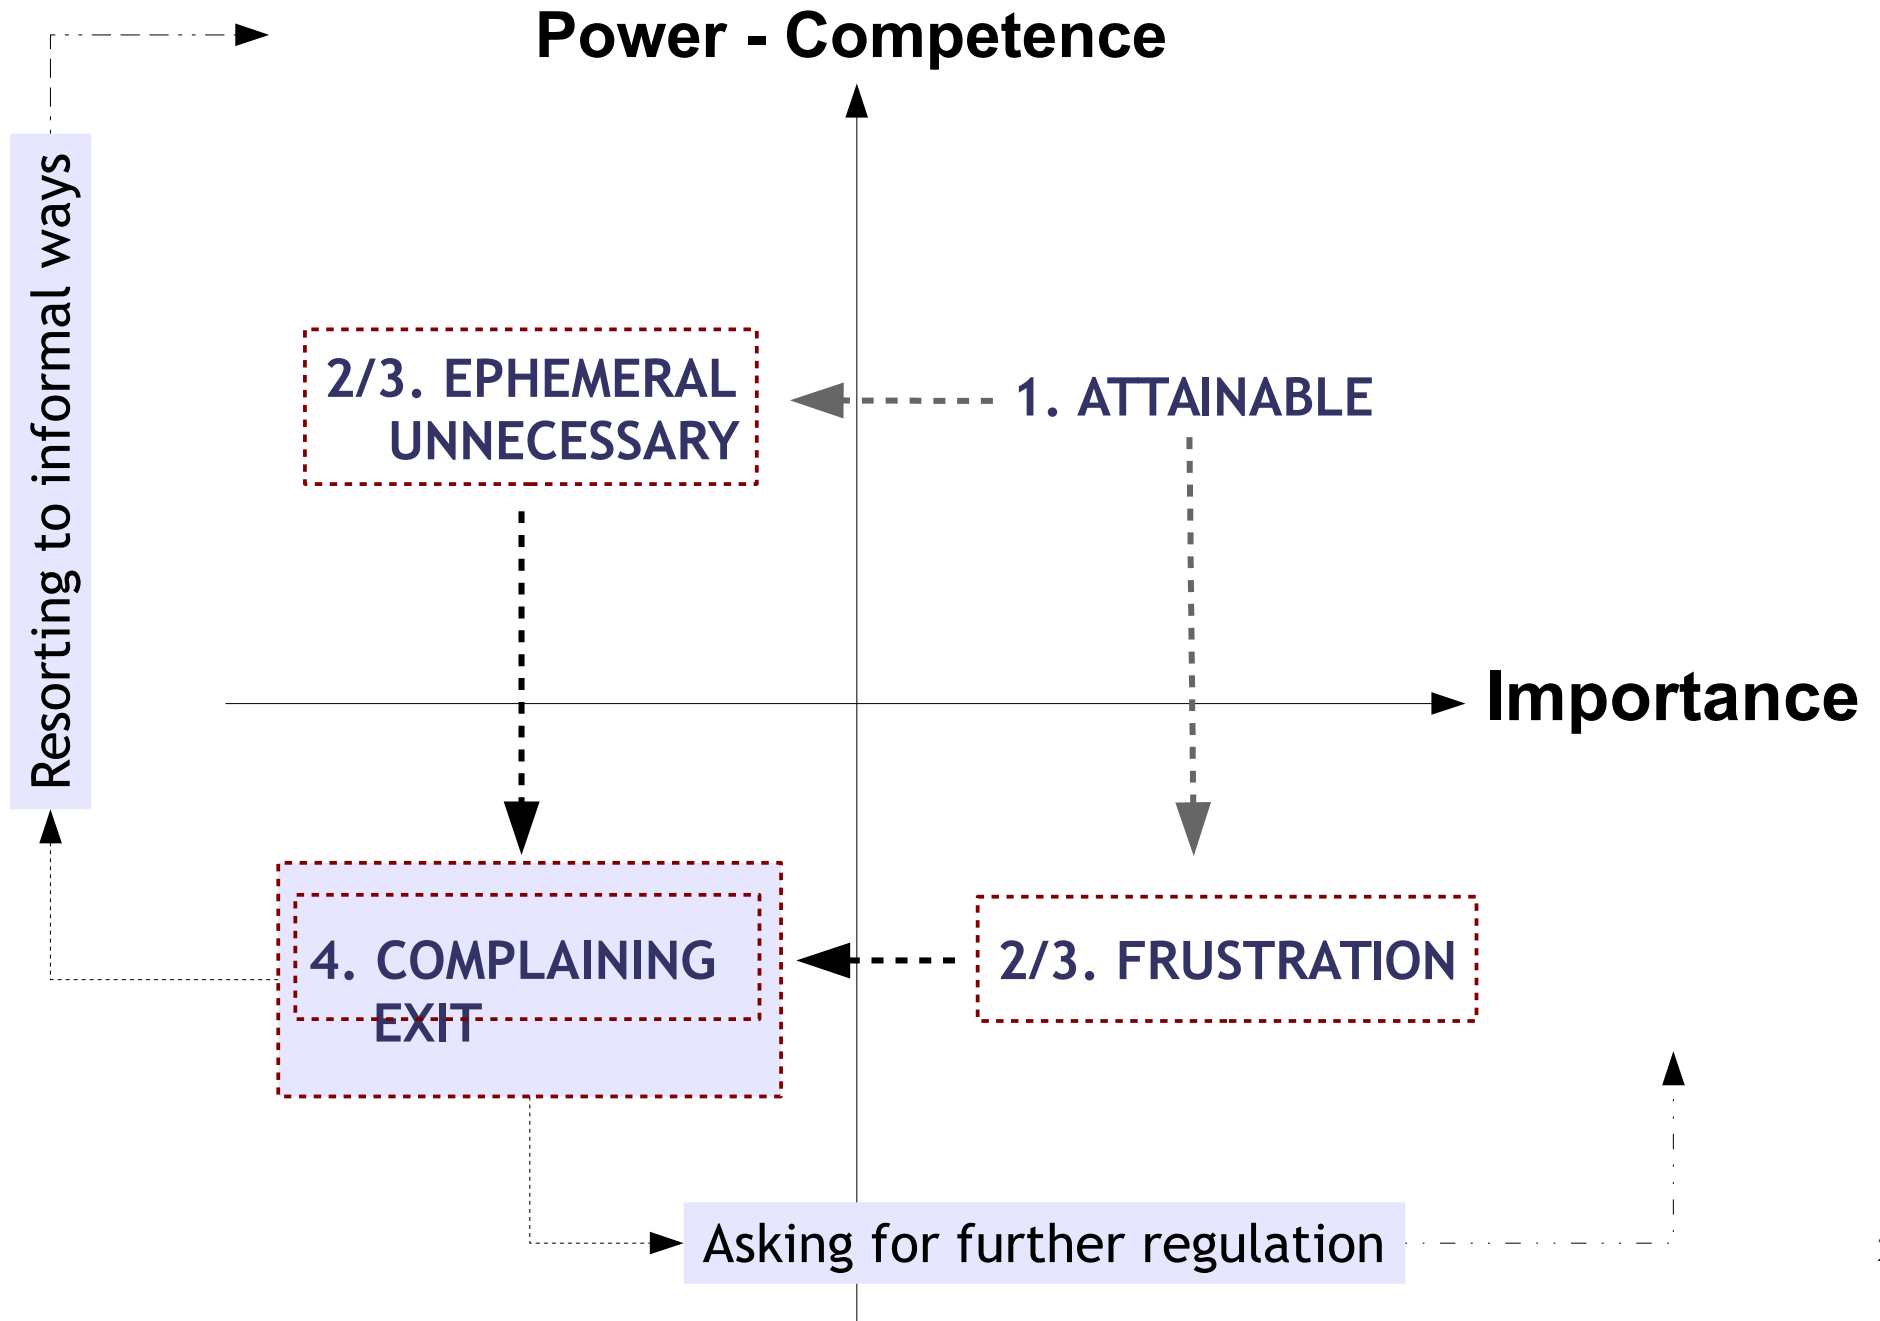 Power - Competence
Resorting to informal ways
2/3. EPHEMERAL
UNNECESSARY
1. ATTAINABLE
Importance
4. COMPLAINING
EXIT
2/3. FRUSTRATION
Asking for further regulation